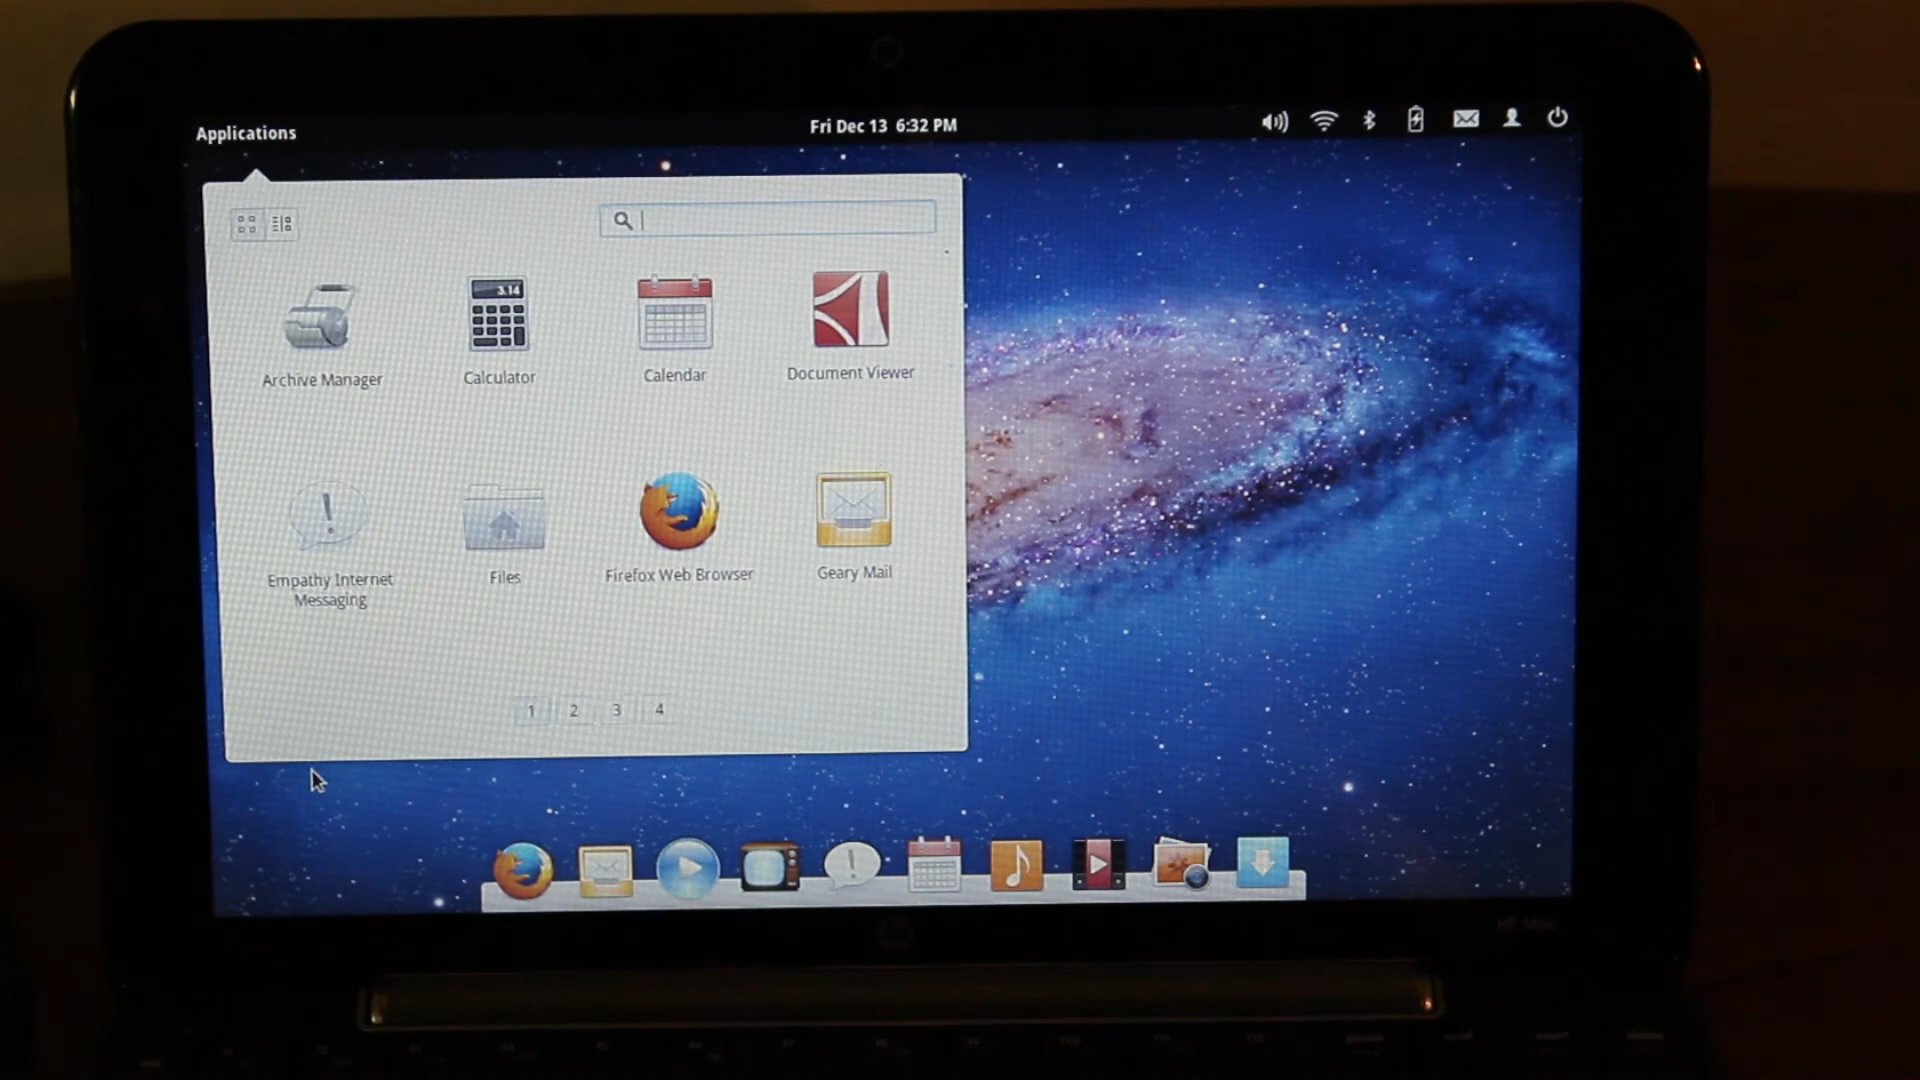 Applications
Fri Dec 13 6:32 PM
3.14
Archive Manager
Calculator
Calendar
Document Viewer
Empathy Internet
Messaging
Files
Firefox Web Browser
Geary Mail
1 2 3 4